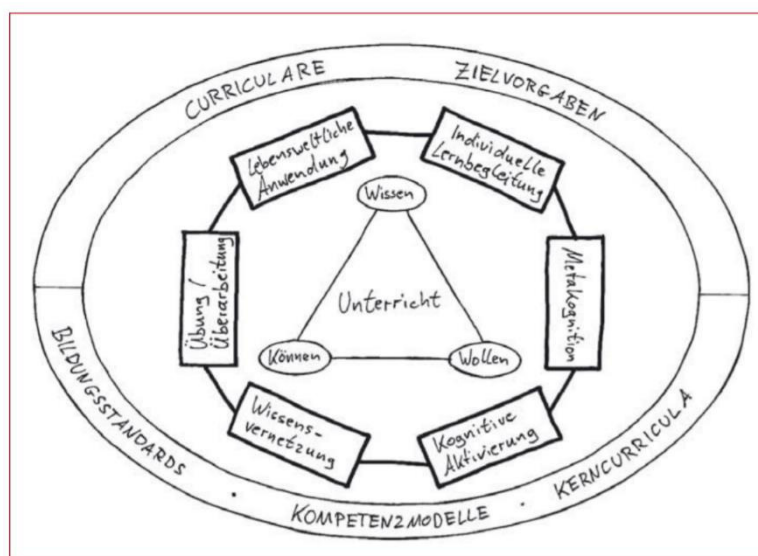 CURRICULARE ZIELVORGABEN
Lebensweltliche
Anwendung
Individuelle
Lernbegleitung
Wissen
Übung /
Überarbeitung
Unterricht
Metakognition
Können
Wollen
Wissens-
vernetzung
Kognitive
Aktivierung
BILDUNGSSTANDARDS · KOMPETENZMODELLE · KERNCURRICULA